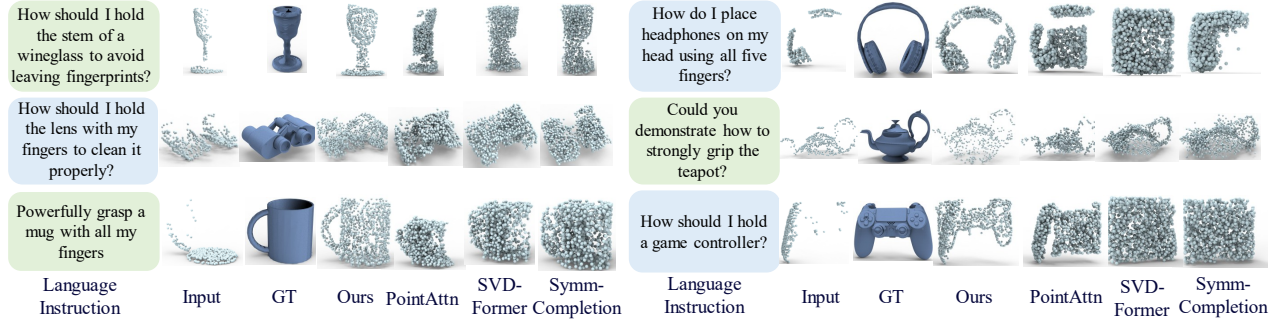 How should I hold
the stem of a
wineglass to avoid
leaving fingerprints?
How should I hold
the lens with my
fingers to clean it
properly?
Powerfully grasp a
mug with all my
fingers
Language
Instruction
Input
GT
Ours
PointAttn
SVD-
Former
Symm-
Completion
How do I place
headphones on my
head using all five
fingers?
Could you
demonstrate how to
strongly grip the
teapot?
How should I hold
a game controller?
Language
Instruction
Input
GT
Ours
PointAttn
SVD-
Former
Symm-
Completion